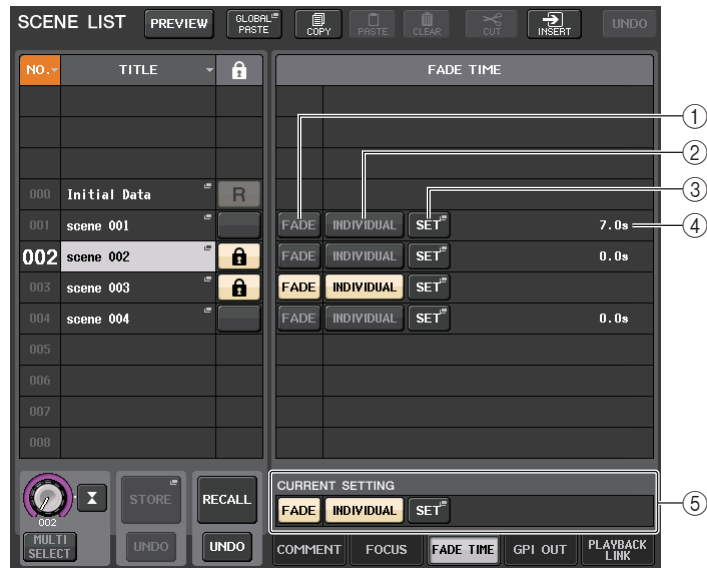 SCENE LIST PREVIEW GLOBAL PASTE COPY PASTE CLEAR CUT INSERT UNDO
NO. TITLE FADE TIME
①
②
000 Initial Data R
③
001 scene 001 FADE INDIVIDUAL SET 7.0s ④
002 scene 002 FADE INDIVIDUAL SET 0.0s
003 scene 003 FADE INDIVIDUAL SET
004 scene 004 FADE INDIVIDUAL SET 0.0s
005
006
007
008
CURRENT SETTING
STORE RECALL FADE INDIVIDUAL SET ⑤
002
MULTI SELECT UNDO UNDO COMMENT FOCUS FADE TIME GPI OUT PLAYBACK LINK